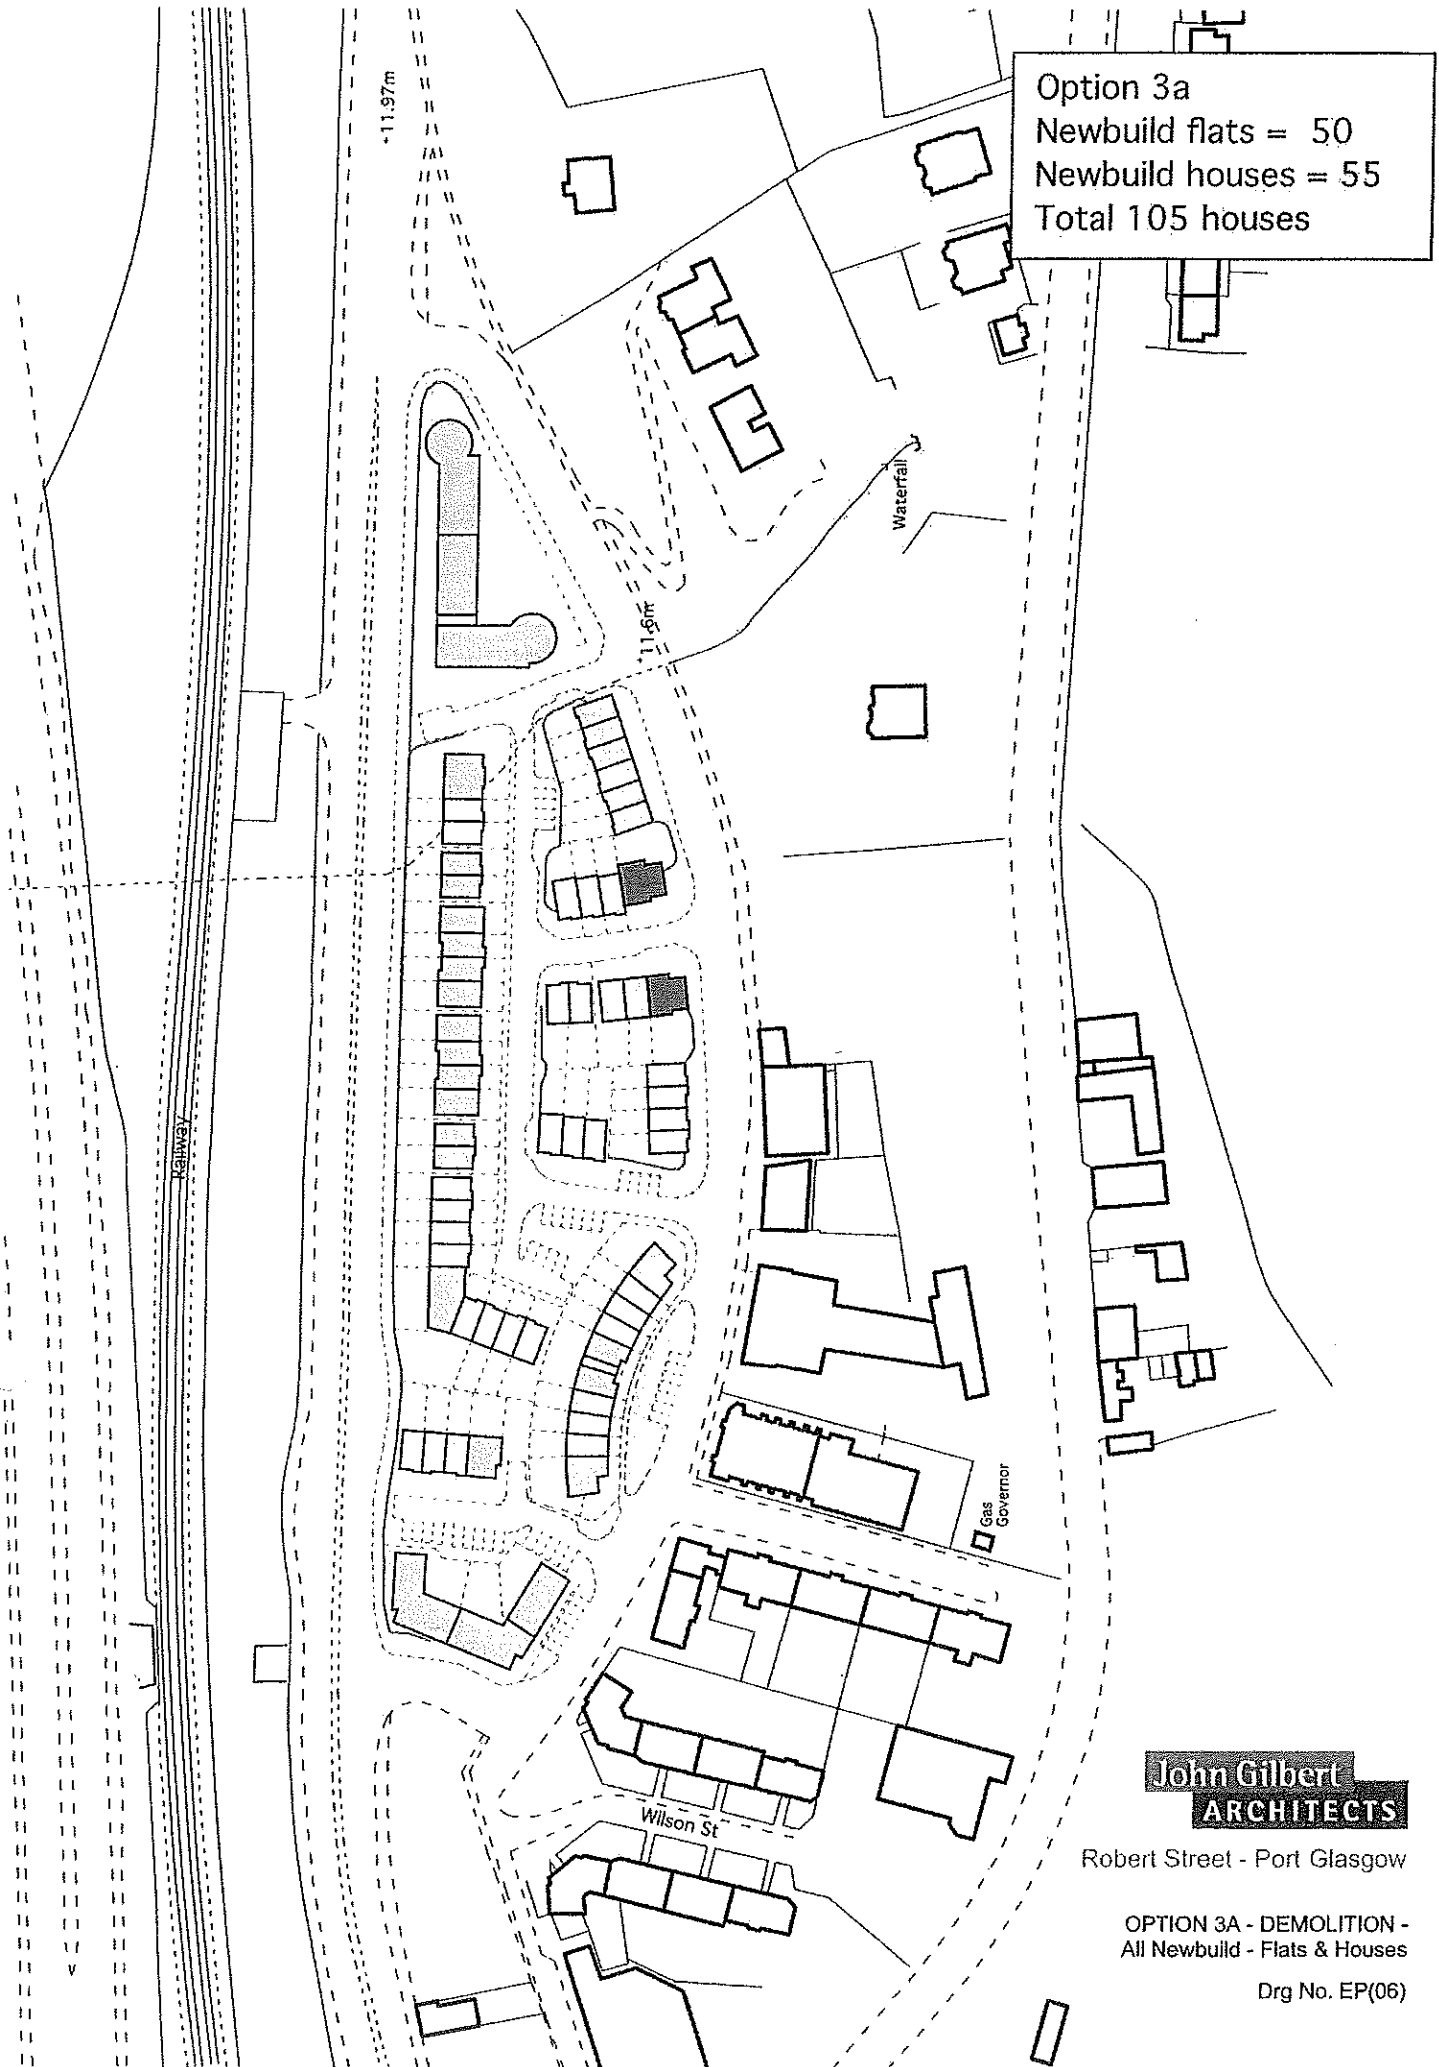 Option 3a
Newbuild flats = 50
Newbuild houses = 55
Total 105 houses
+11.97m
Waterfall
+11.6m
Railway
Gas
Governor
Wilson St
John Gilbert
ARCHITECTS
Robert Street - Port Glasgow
OPTION 3A - DEMOLITION -
All Newbuild - Flats & Houses
Drg No. EP(06)